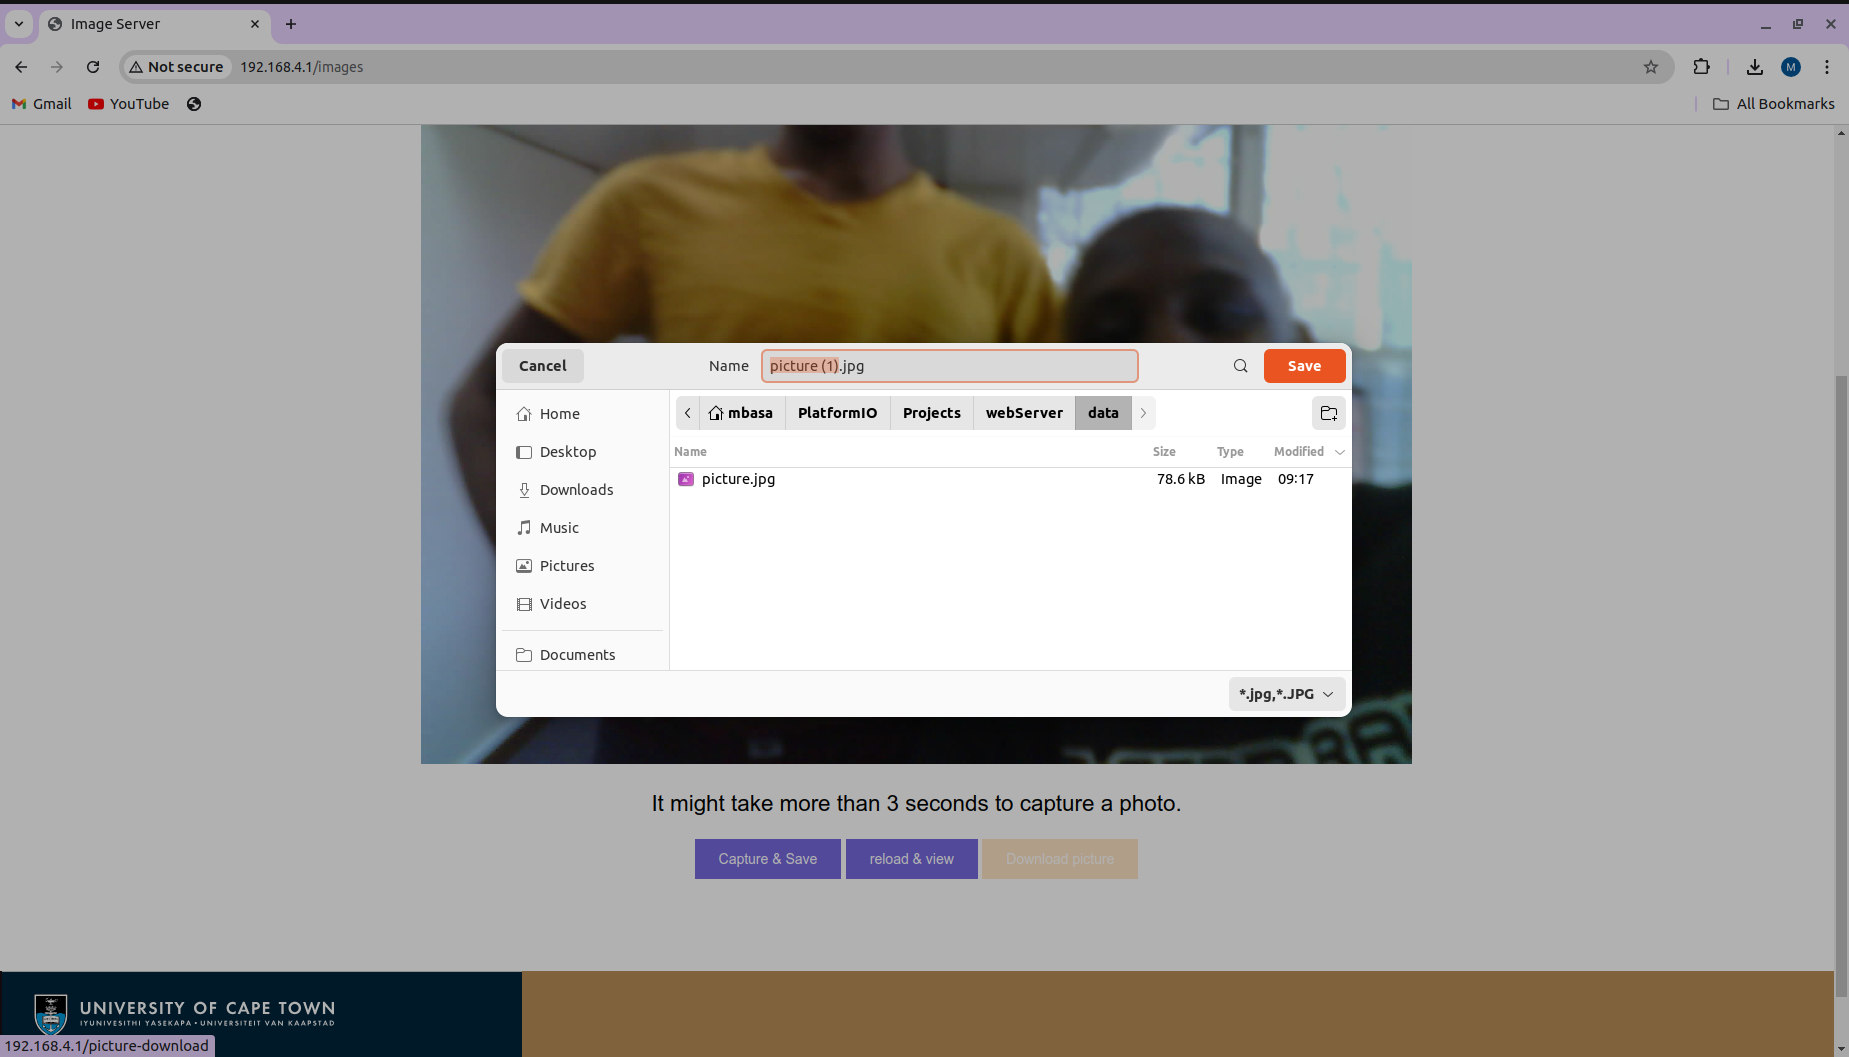 Image Server
Not secure 192.168.4.1/images M
Gmail YouTube All Bookmarks
Cancel Name picture (1).jpg Save
Home
Desktop
Downloads
Music
Pictures
Videos
Documents
mbasa PlatformIO Projects webServer data
Name Size Type Modified
picture.jpg 78.6 kB Image 09:17
*.jpg,*.JPG
It might take more than 3 seconds to capture a photo.
Capture & Save reload & view Download picture
UNIVERSITY OF CAPE TOWN
IYUNIVESITHI YASEKAPA • UNIVERSITEIT VAN KAAPSTAD
192.168.4.1/picture-download